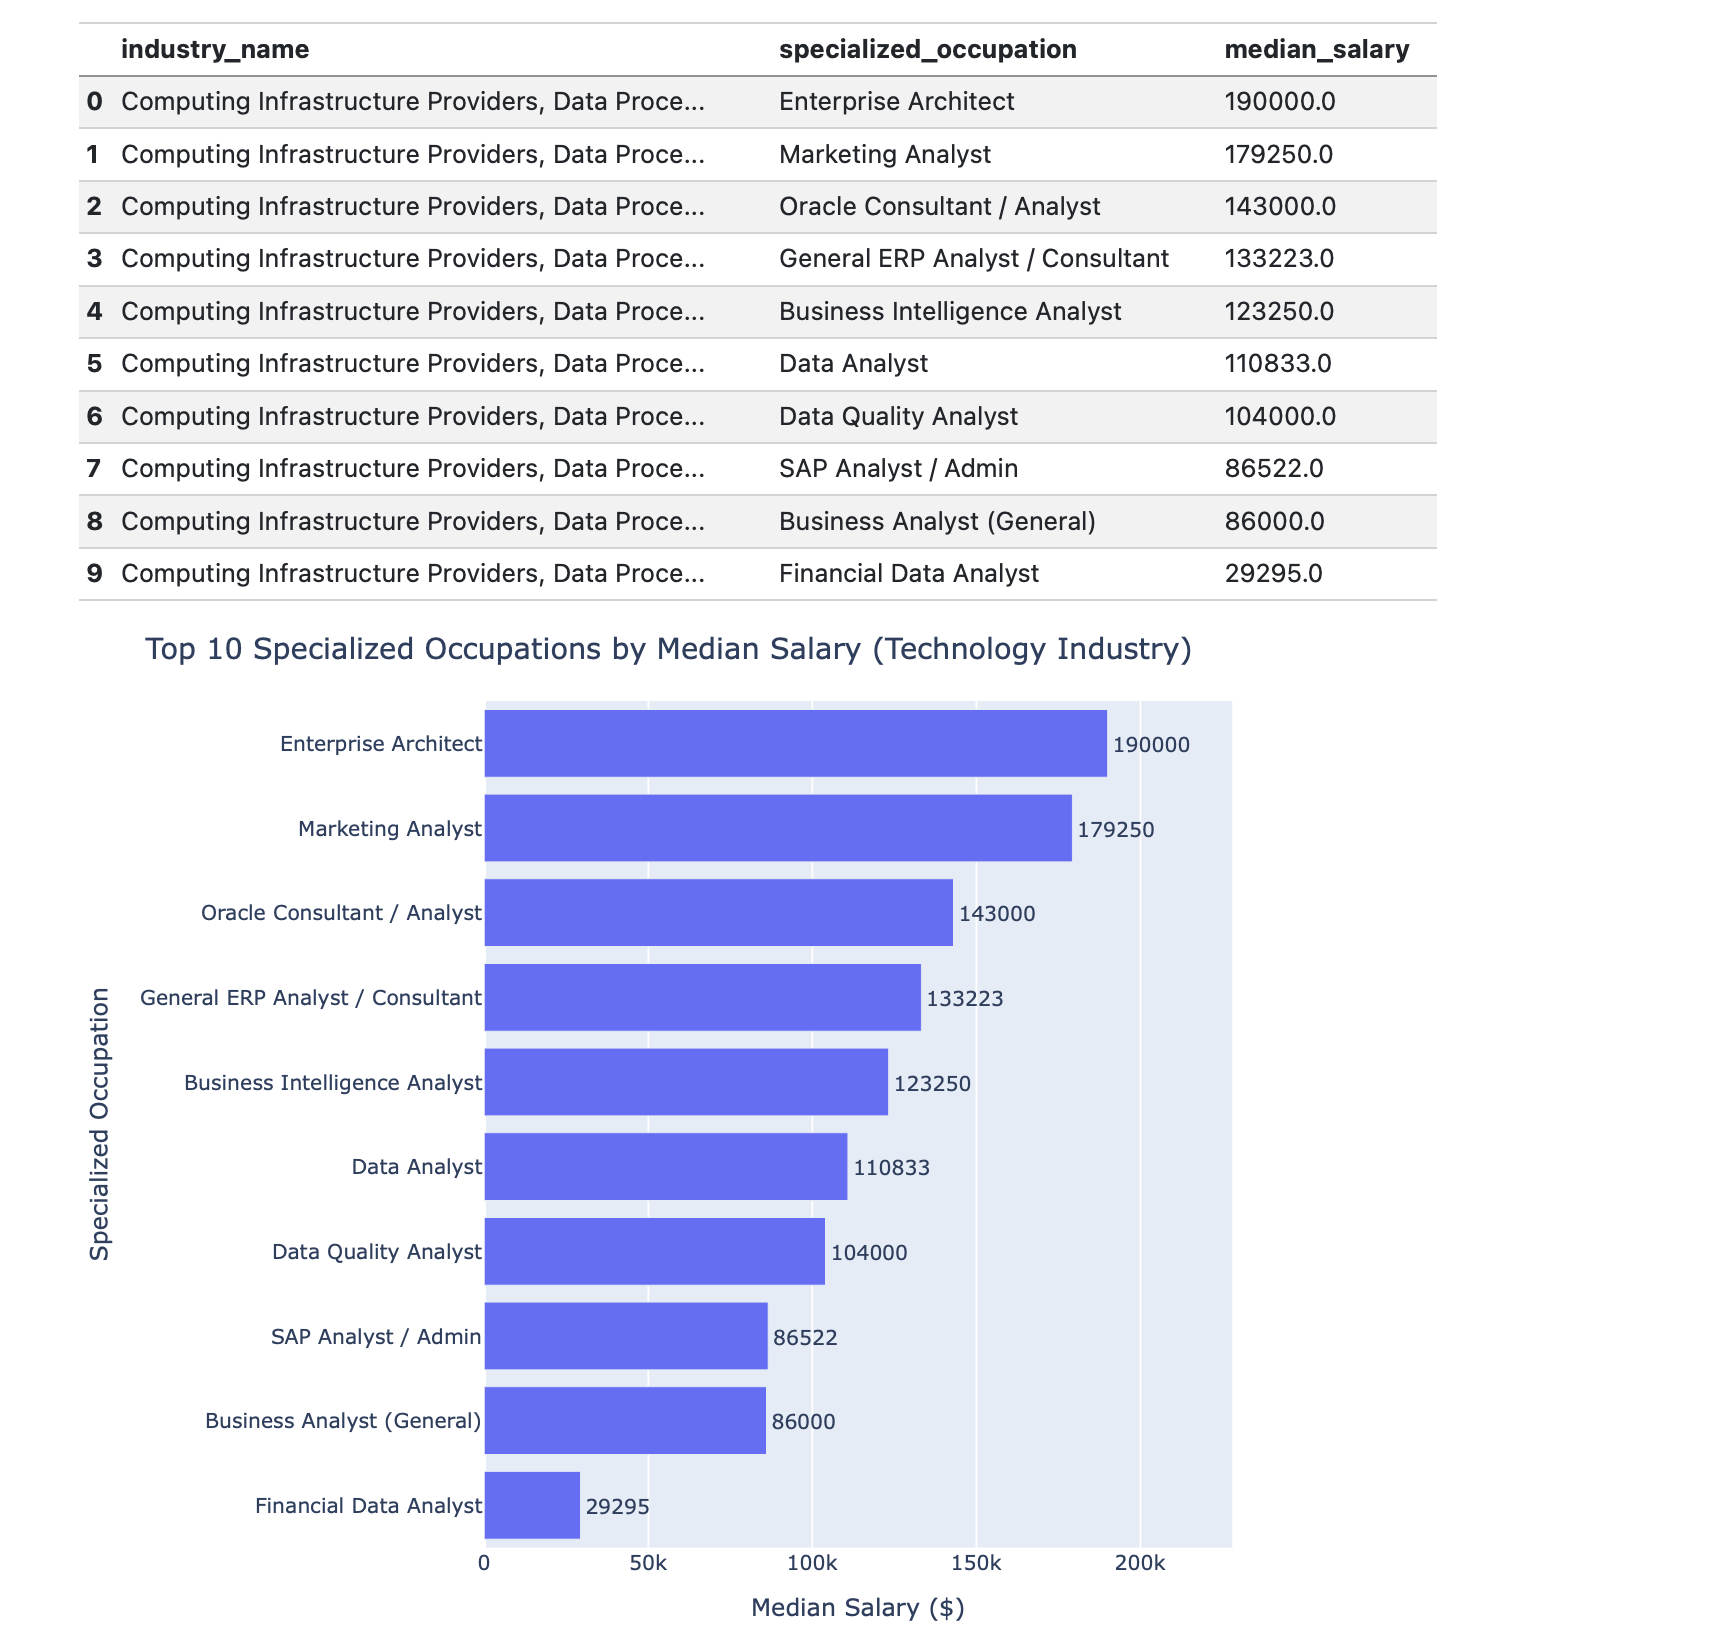 industry_name specialized_occupation median_salary
0 Computing Infrastructure Providers, Data Proce... Enterprise Architect 190000.0
1 Computing Infrastructure Providers, Data Proce... Marketing Analyst 179250.0
2 Computing Infrastructure Providers, Data Proce... Oracle Consultant / Analyst 143000.0
3 Computing Infrastructure Providers, Data Proce... General ERP Analyst / Consultant 133223.0
4 Computing Infrastructure Providers, Data Proce... Business Intelligence Analyst 123250.0
5 Computing Infrastructure Providers, Data Proce... Data Analyst 110833.0
6 Computing Infrastructure Providers, Data Proce... Data Quality Analyst 104000.0
7 Computing Infrastructure Providers, Data Proce... SAP Analyst / Admin 86522.0
8 Computing Infrastructure Providers, Data Proce... Business Analyst (General) 86000.0
9 Computing Infrastructure Providers, Data Proce... Financial Data Analyst 29295.0
Top 10 Specialized Occupations by Median Salary (Technology Industry)
Specialized Occupation
Enterprise Architect 190000
Marketing Analyst 179250
Oracle Consultant / Analyst 143000
General ERP Analyst / Consultant 133223
Business Intelligence Analyst 123250
Data Analyst 110833
Data Quality Analyst 104000
SAP Analyst / Admin 86522
Business Analyst (General) 86000
Financial Data Analyst 29295
0 50k 100k 150k 200k
Median Salary ($)